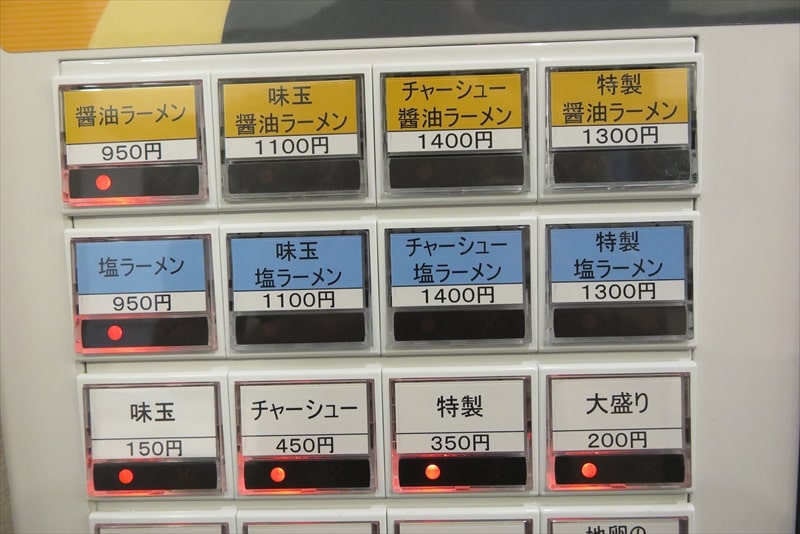 醤油ラーメン
950円
味玉
醤油ラーメン
1100円
チャーシュー
醬油ラーメン
1400円
特製
醤油ラーメン
1300円
塩ラーメン
950円
味玉
塩ラーメン
1100円
チャーシュー
塩ラーメン
1400円
特製
塩ラーメン
1300円
味玉
150円
チャーシュー
450円
特製
350円
大盛り
200円
地卵の